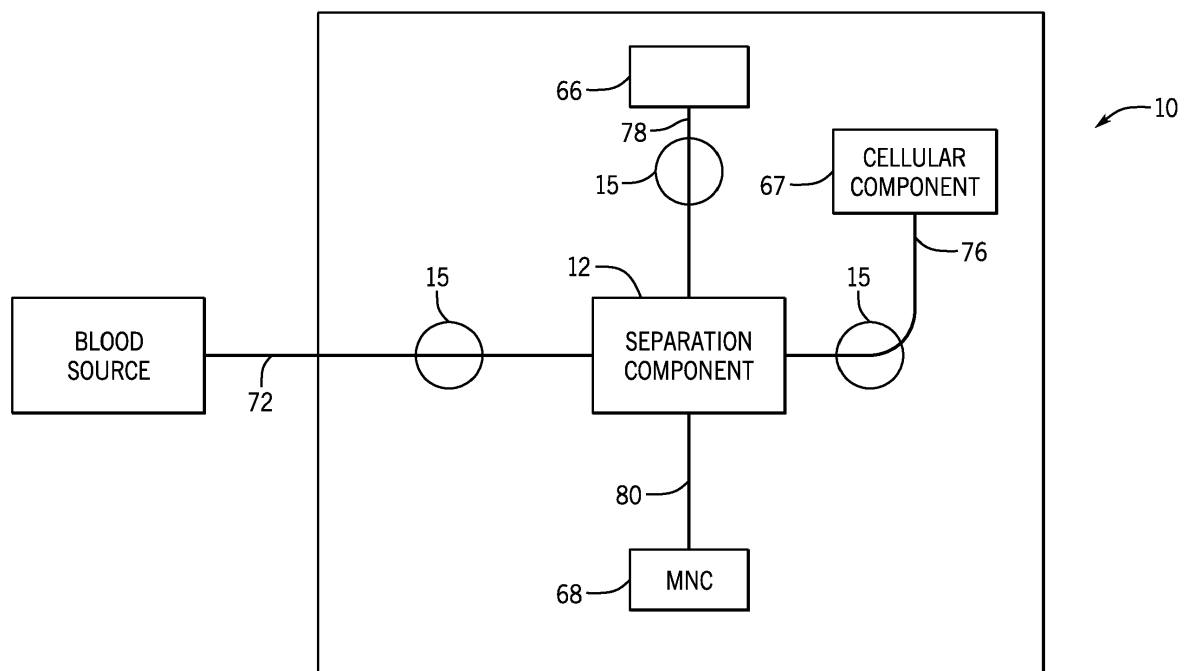 66
78
10
15
CELLULAR
COMPONENT
67
76
12
15
15
BLOOD
SOURCE
SEPARATION
COMPONENT
72
80
68
MNC